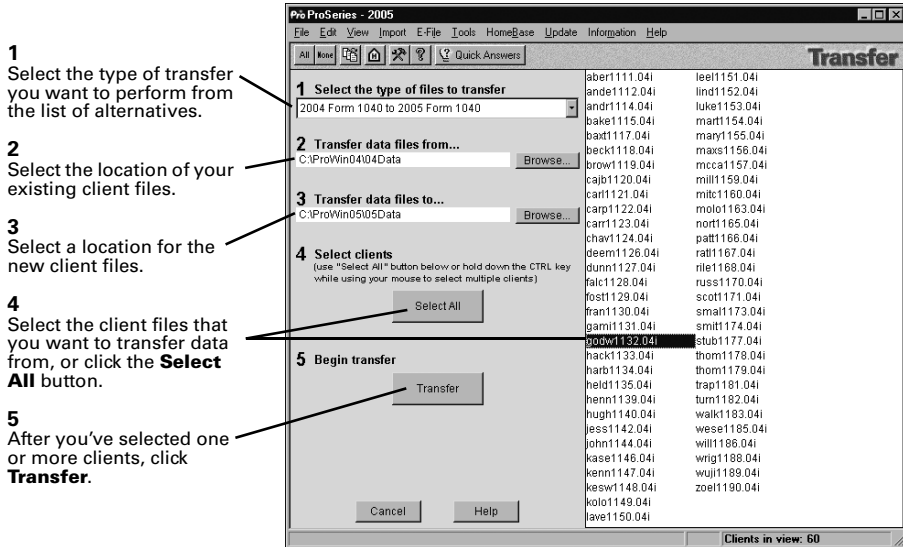 1
Select the type of transfer
you want to perform from
the list of alternatives.
2
Select the location of your
existing client files.
3
Select a location for the
new client files.
4
Select the client files that
you want to transfer data
from, or click the Select
All button.
5
After you've selected one
or more clients, click
Transfer.
Pro ProSeries - 2005
File Edit View Import E-File Tools HomeBase Update Information Help
All None Quick Answers
Transfer
1 Select the type of files to transfer
2004 Form 1040 to 2005 Form 1040
2 Transfer data files from...
C:\ProWin04\04Data Browse...
3 Transfer data files to...
C:\ProWin05\05Data Browse...
4 Select clients
(use "Select All" button below or hold down the CTRL key
while using your mouse to select multiple clients)
Select All
5 Begin transfer
Transfer
Cancel Help
aber1111.04i
ande1112.04i
andr1114.04i
bake1115.04i
baxt1117.04i
beck1118.04i
brow1119.04i
cajb1120.04i
carl1121.04i
carp1122.04i
carr1123.04i
chav1124.04i
deem1126.04i
dunn1127.04i
falc1128.04i
fost1129.04i
fran1130.04i
gami1131.04i
godw1132.04i
hack1133.04i
harb1134.04i
held1135.04i
henn1139.04i
hugh1140.04i
jess1142.04i
john1144.04i
kase1146.04i
kenn1147.04i
kesw1148.04i
kolo1149.04i
lave1150.04i
leel1151.04i
lind1152.04i
luke1153.04i
mart1154.04i
mary1155.04i
maxs1156.04i
mcca1157.04i
mill1159.04i
mitc1160.04i
molo1163.04i
nort1165.04i
patt1166.04i
ratl1167.04i
rile1168.04i
russ1170.04i
scot1171.04i
smal1173.04i
smit1174.04i
stub1177.04i
thom1178.04i
thom1179.04i
trap1181.04i
turn1182.04i
walk1183.04i
wese1185.04i
will1186.04i
wrig1188.04i
wuji1189.04i
zoel1190.04i
Clients in view: 60